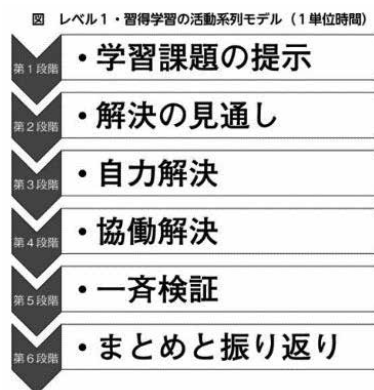 図 レベル1・習得学習の活動系列モデル（1単位時間）
第1段階 ・学習課題の提示
第2段階 ・解決の見通し
第3段階 ・自力解決
第4段階 ・協働解決
第5段階 ・一斉検証
第6段階 ・まとめと振り返り